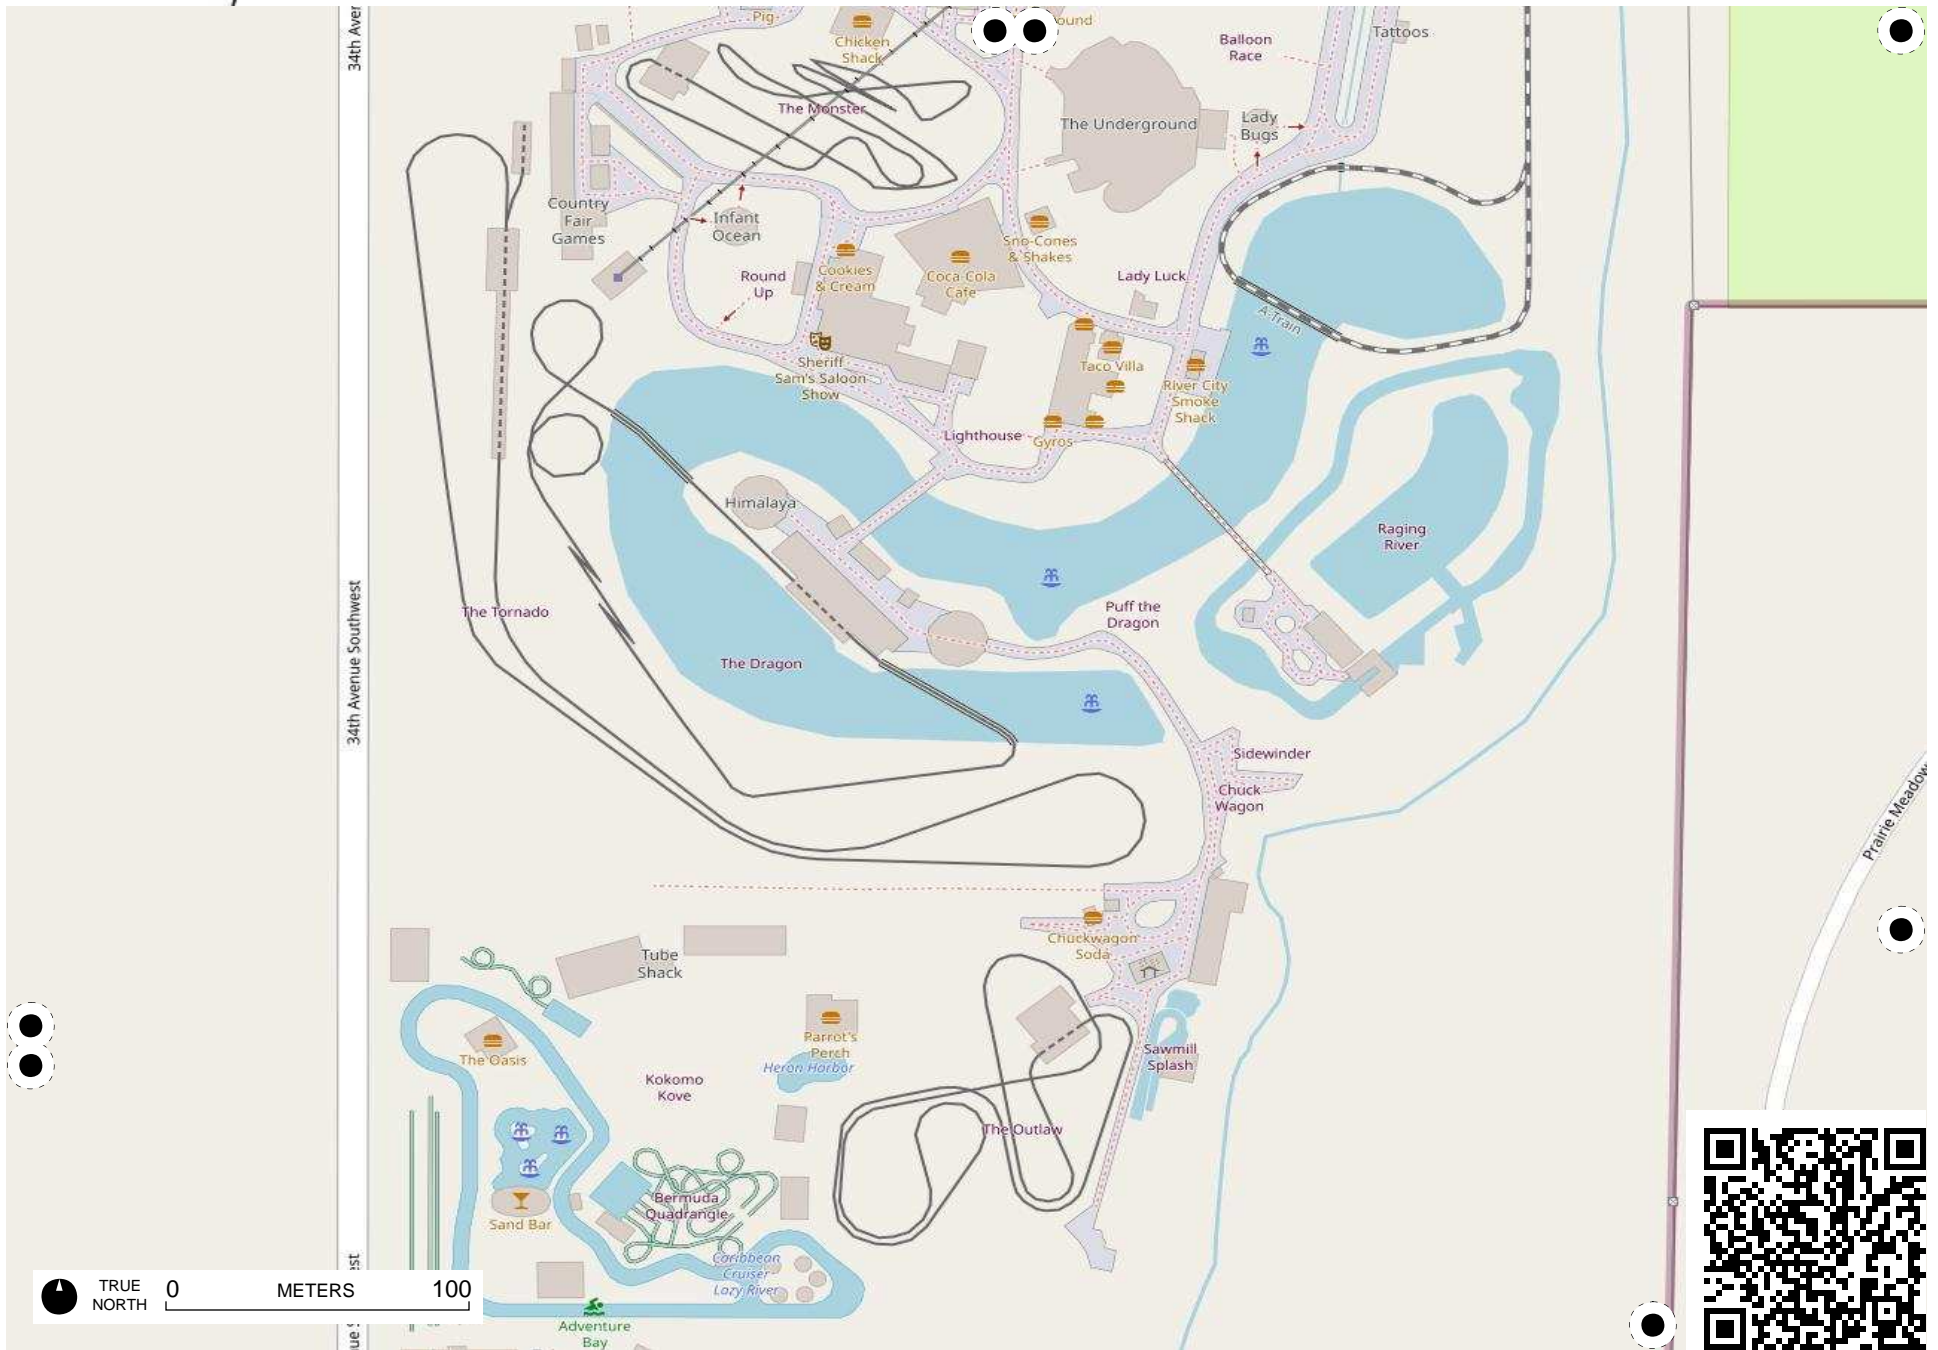 34th Aven
Pig-
Chicken
Shack
ound
Balloon
Race
Tattoos
The Monster
The Underground
Lady
Bugs
Country
Fair
Games
Infant
Ocean
Sno-Cones
& Shakes
Cookies
& Cream
Coca-Cola
Cafe
Round
Up
Lady Luck
A-Train
Sheriff
Sam's Saloon
Show
Taco Villa
River City
Smoke
Shack
Lighthouse
Gyros
Himalaya
Raging
River
The Tornado
34th Avenue Southwest
Puff the
Dragon
The Dragon
Sidewinder
Chuck
Wagon
Prairie Meadow
Chuckwagon
Soda
Tube
Shack
Parrot's
Perch
Heron Harbor
The Oasis
Kokomo
Kove
Sawmill
Splash
The Outlaw
Bermuda
Quadrangle
Sand Bar
Caribbean
Cruiser
Lazy River
Adventure
Bay
TRUE
NORTH
0 METERS 100
est
nue S